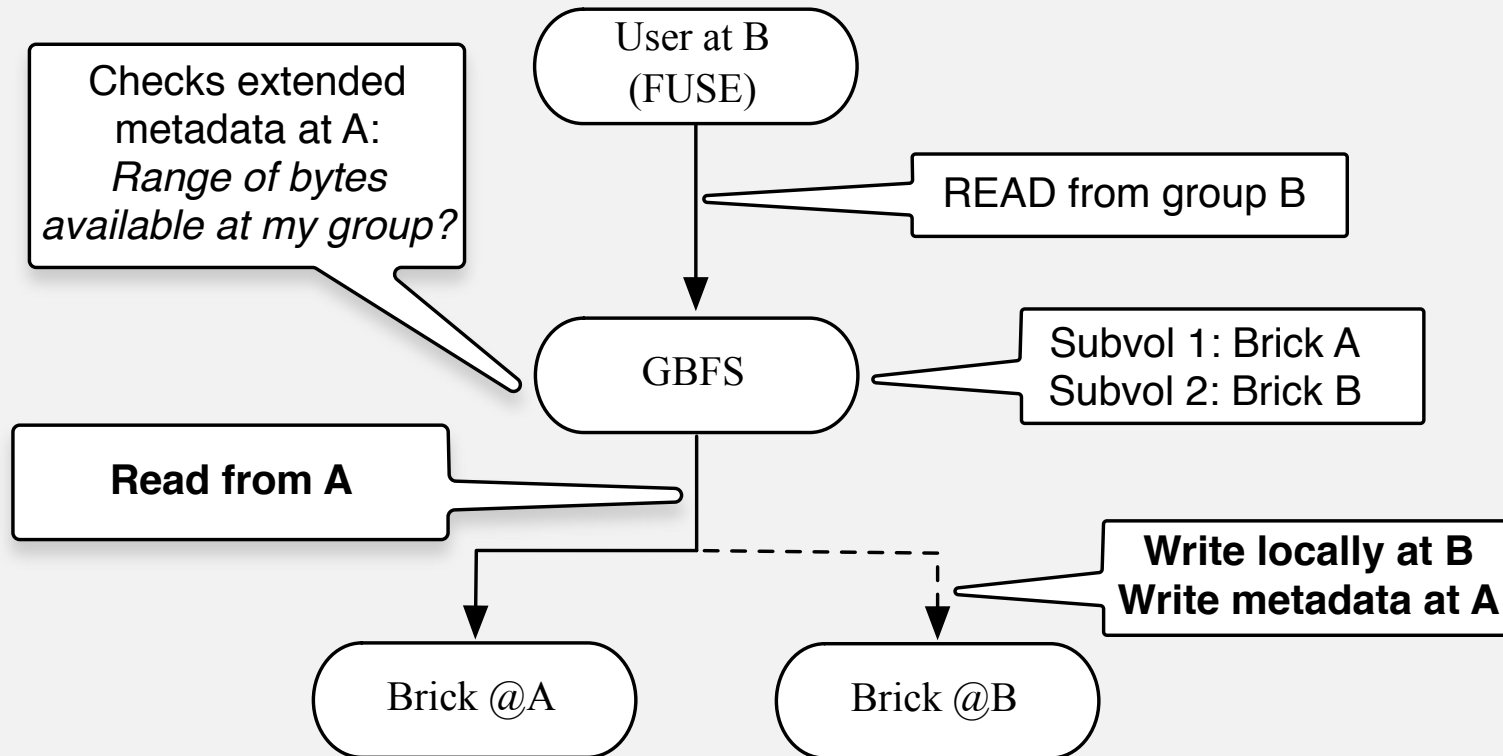 User at B
(FUSE)
Checks extended
metadata at A:
Range of bytes
available at my group?
READ from group B
GBFS
Subvol 1: Brick A
Subvol 2: Brick B
Read from A
Write locally at B
Write metadata at A
Brick @A
Brick @B